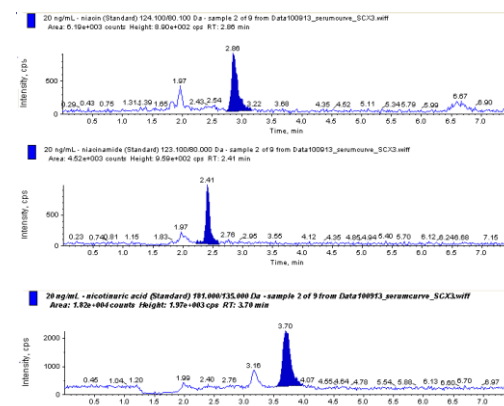 20 ng/mL - niacin (Standard) 124.100/80.100 Da - sample 2 of 9 from Data100913_serumcurve_SCX3.wiff
Area: 6.19e+003 counts Height: 8.90e+002 cps RT: 2.86 min
2.86
Intensity, cps
500
0
1.97
0.29 0.43 0.75 1.31 1.39 1.65 2.43 2.54 3.22 3.68 4.35 4.52 5.11 5.34 5.79 5.99 6.67 6.90
0.5 1.0 1.5 2.0 2.5 3.0 3.5 4.0 4.5 5.0 5.5 6.0 6.5 7.0
Time, min
20 ng/mL - niacinamide (Standard) 123.100/80.000 Da - sample 2 of 9 from Data100913_serumcurve_SCX3.wiff
Area: 4.52e+003 counts Height: 9.59e+002 cps RT: 2.41 min
2.41
Intensity, cps
500
0
0.23 0.74 0.81 1.15 1.83 1.97 2.76 2.95 3.55 4.12 4.35 4.85 4.94 5.40 5.70 6.12 7.15
0.5 1.0 1.5 2.0 2.5 3.0 3.5 4.0 4.5 5.0 5.5 6.0 6.5 7.0
Time, min
20 ng/mL - nicotinuric acid (Standard) 181.000/135.000 Da - sample 2 of 9 from Data100913_serumcurve_SCX3.wiff
Area: 1.82e+004 counts Height: 1.97e+003 cps RT: 3.70 min
3.70
Intensity, cps
2000
1000
0
3.16
0.46 1.04 1.20 1.99 2.40 2.76 4.07 4.55 4.64 4.78 5.54 5.88 6.13 6.60 6.70 6.97
0.5 1.0 1.5 2.0 2.5 3.0 3.5 4.0 4.5 5.0 5.5 6.0 6.5 7.0
Time, min